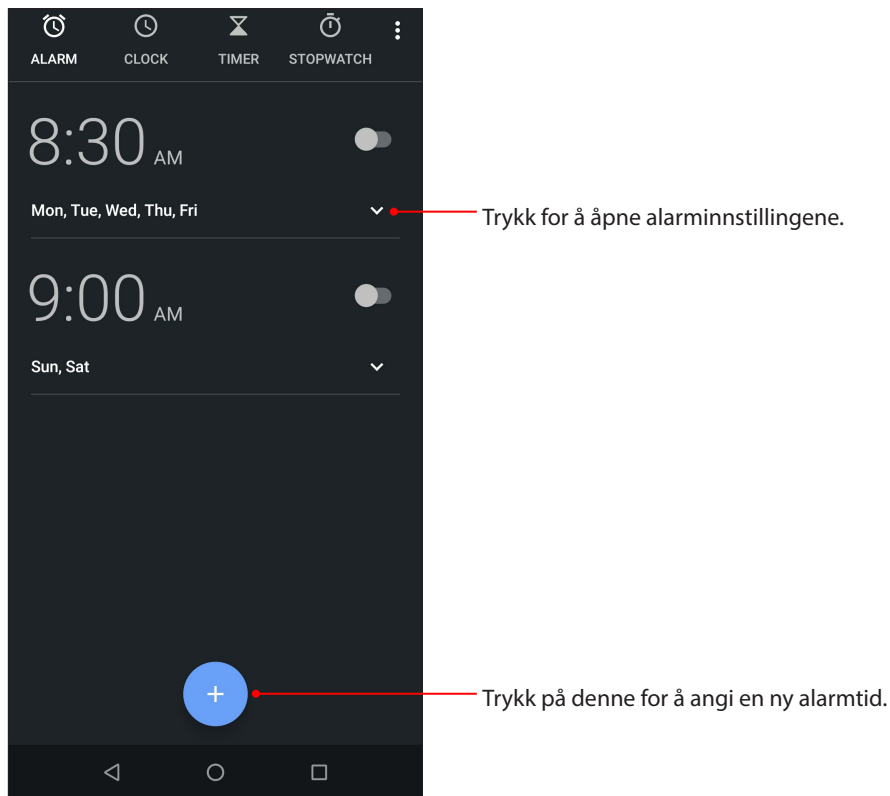 ALARM CLOCK TIMER STOPWATCH
8:30 AM
Mon, Tue, Wed, Thu, Fri
Trykk for å åpne alarminnstillingene.
9:00 AM
Sun, Sat
Trykk på denne for å angi en ny alarmtid.